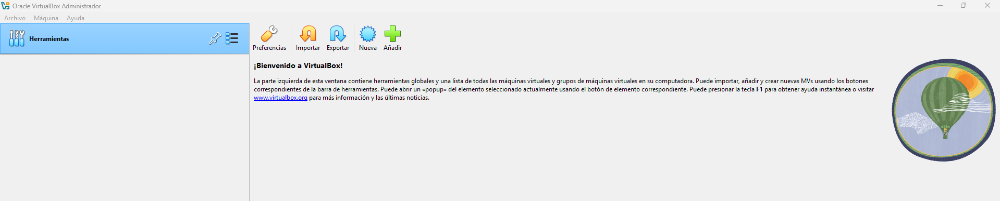 Oracle VirtualBox Administrador
Archivo Máquina Ayuda
Herramientas
Preferencias Importar Exportar Nueva Añadir
¡Bienvenido a VirtualBox!
La parte izquierda de esta ventana contiene herramientas globales y una lista de todas las máquinas virtuales y grupos de máquinas virtuales en su computadora. Puede importar, añadir y crear nuevas MVs usando los botones
correspondientes de la barra de herramientas. Puede abrir un «popup» del elemento seleccionado actualmente usando el botón de elemento correspondiente. Puede presionar la tecla F1 para obtener ayuda instantánea o visitar
www.virtualbox.org para más información y las últimas noticias.